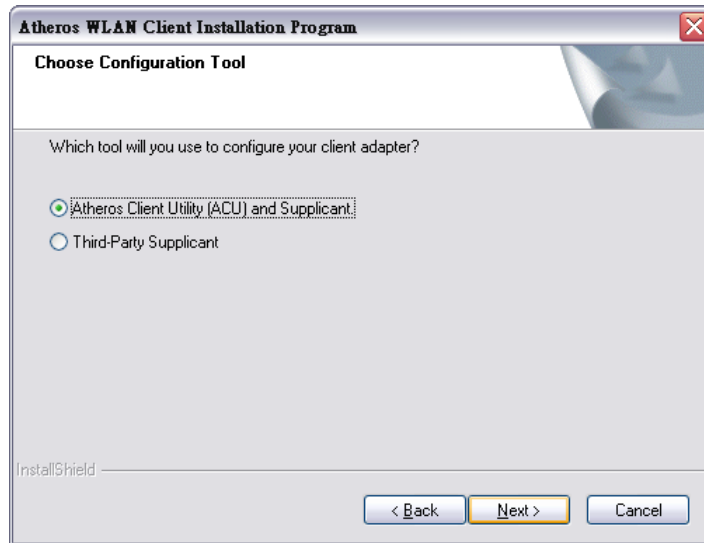 Atheros WLAN Client Installation Program
Choose Configuration Tool
Which tool will you use to configure your client adapter?
Atheros Client Utility (ACU) and Supplicant.
Third-Party Supplicant
InstallShield
< Back
Next >
Cancel